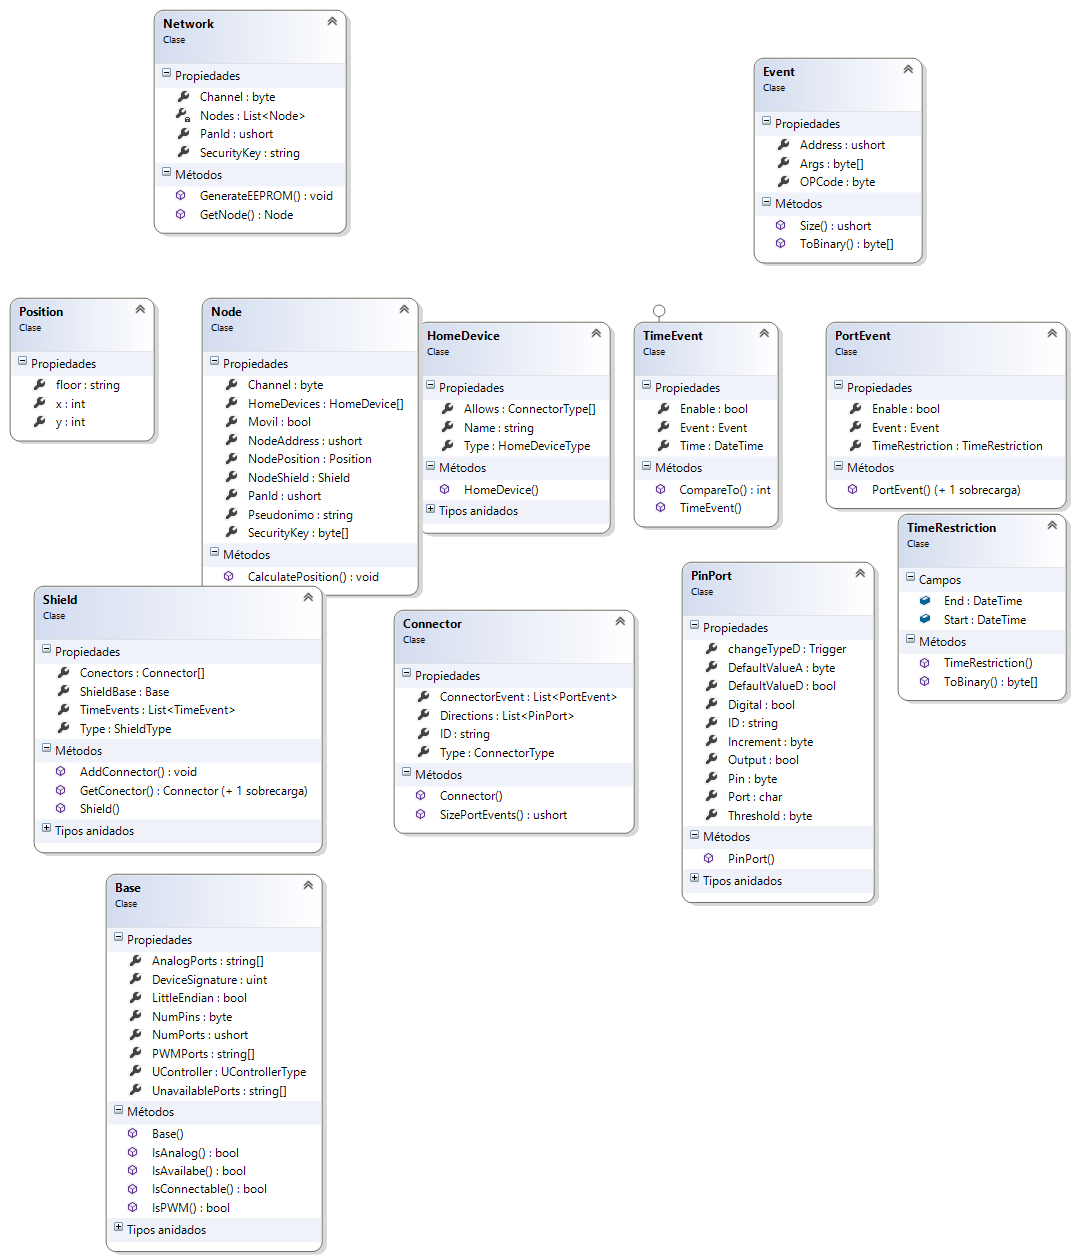 Network
Clase
Propiedades
Channel : byte
Nodes : List<Node>
PanId : ushort
SecurityKey : string
Métodos
GenerateEEPROM() : void
GetNode() : Node
Event
Clase
Propiedades
Address : ushort
Args : byte[]
OPCode : byte
Métodos
Size() : ushort
ToBinary() : byte[]
Position
Clase
Propiedades
floor : string
x : int
y : int
Node
Clase
Propiedades
Channel : byte
HomeDevices : HomeDevice[]
Movil : bool
NodeAddress : ushort
NodePosition : Position
NodeShield : Shield
PanId : ushort
Pseudonimo : string
SecurityKey : byte[]
Métodos
CalculatePosition() : void
HomeDevice
Clase
Propiedades
Allows : ConnectorType[]
Name : string
Type : HomeDeviceType
Métodos
HomeDevice()
Tipos anidados
TimeEvent
Clase
Propiedades
Enable : bool
Event : Event
Time : DateTime
Métodos
CompareTo() : int
TimeEvent()
PortEvent
Clase
Propiedades
Enable : bool
Event : Event
TimeRestriction : TimeRestriction
Métodos
PortEvent() (+ 1 sobrecarga)
TimeRestriction
Clase
Campos
End : DateTime
Start : DateTime
Métodos
TimeRestriction()
ToBinary() : byte[]
Shield
Clase
Propiedades
Conectors : Connector[]
ShieldBase : Base
TimeEvents : List<TimeEvent>
Type : ShieldType
Métodos
AddConnector() : void
GetConector() : Connector (+ 1 sobrecarga)
Shield()
Tipos anidados
Connector
Clase
Propiedades
ConnectorEvent : List<PortEvent>
Directions : List<PinPort>
ID : string
Type : ConnectorType
Métodos
Connector()
SizePortEvents() : ushort
PinPort
Clase
Propiedades
changeTypeD : Trigger
DefaultValueA : byte
DefaultValueD : bool
Digital : bool
ID : string
Increment : byte
Output : bool
Pin : byte
Port : char
Threshold : byte
Métodos
PinPort()
Tipos anidados
Base
Clase
Propiedades
AnalogPorts : string[]
DeviceSignature : uint
LittleEndian : bool
NumPins : byte
NumPorts : ushort
PWMPorts : string[]
UController : UControllerType
UnavailablePorts : string[]
Métodos
Base()
IsAnalog() : bool
IsAvailabe() : bool
IsConnectable() : bool
IsPWM() : bool
Tipos anidados